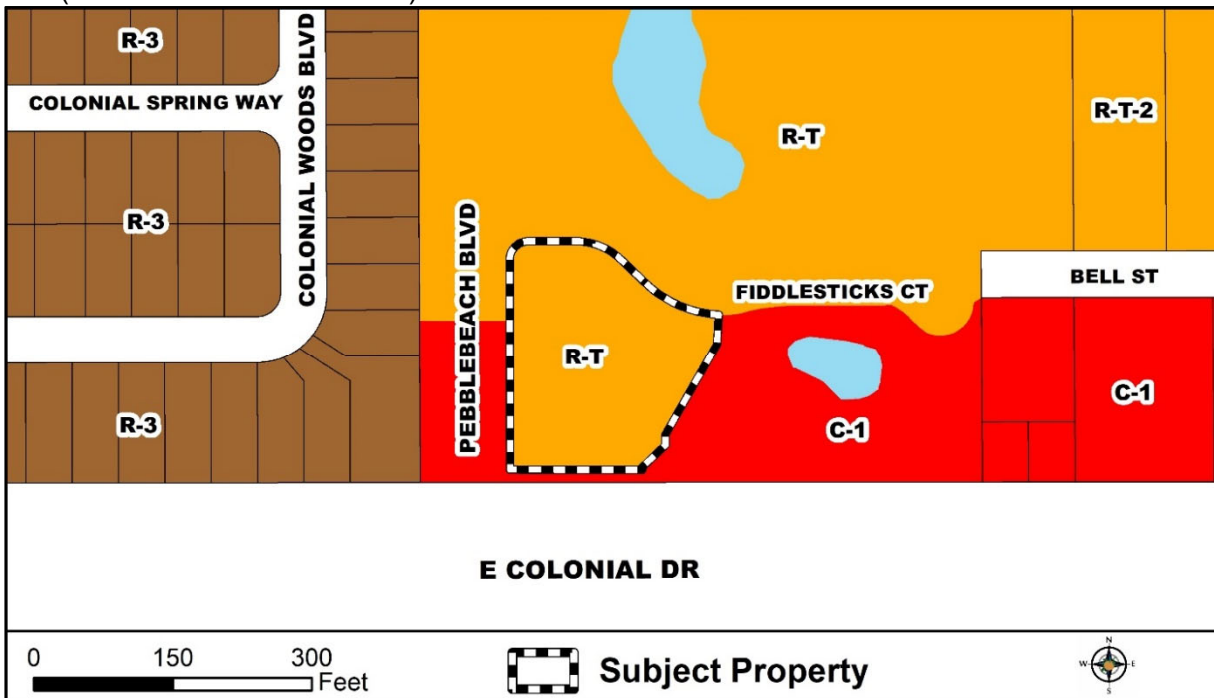 R-3
COLONIAL SPRING WAY
COLONIAL WOODS BLVD
R-T
R-T-2
R-3
PEBBLEBEACH BLVD
BELL ST
FIDDLESTICKS CT
R-T
C-1
C-1
R-3
E COLONIAL DR
0 150 300
Feet
Subject Property
N
W E
S